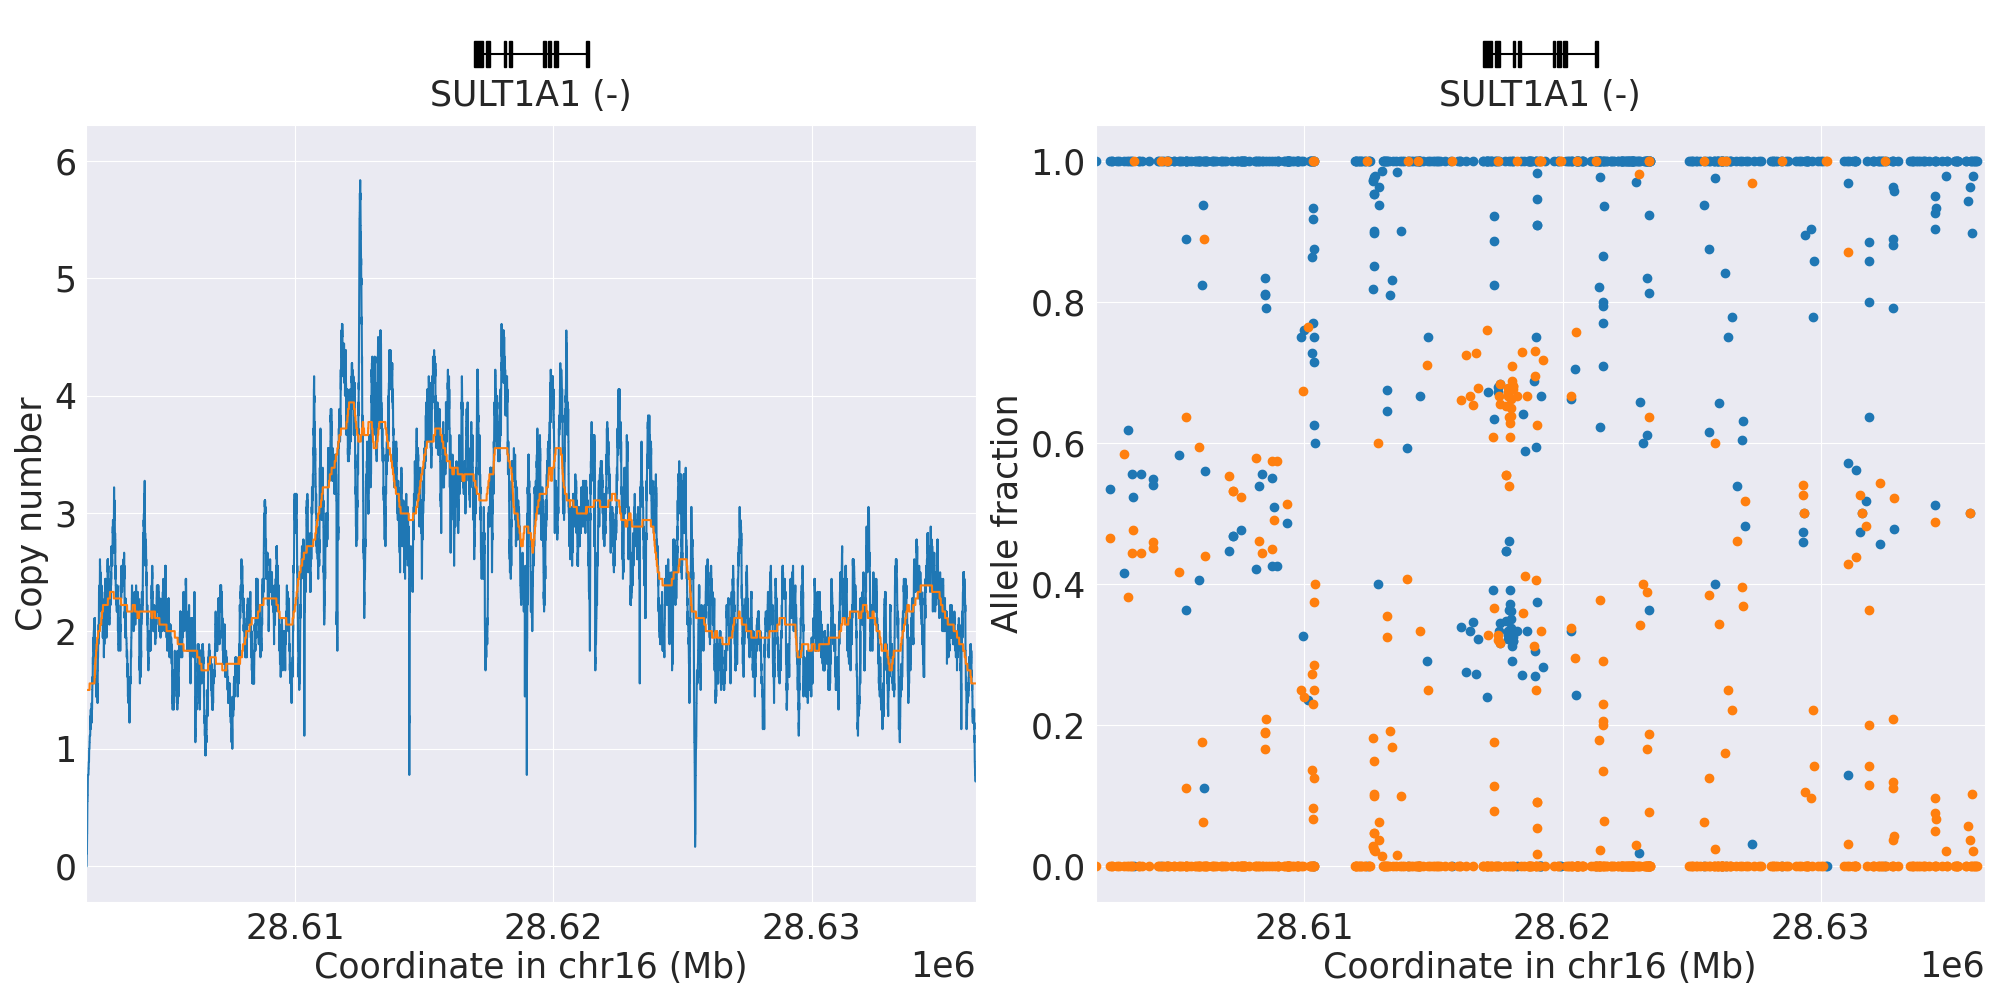 SULT1A1 (-)
6
5
4
3
2
1
0
Copy number
28.61
28.62
28.63
Coordinate in chr16 (Mb)
1e6
SULT1A1 (-)
1.0
0.8
0.6
0.4
0.2
0.0
Allele fraction
28.61
28.62
28.63
Coordinate in chr16 (Mb)
1e6